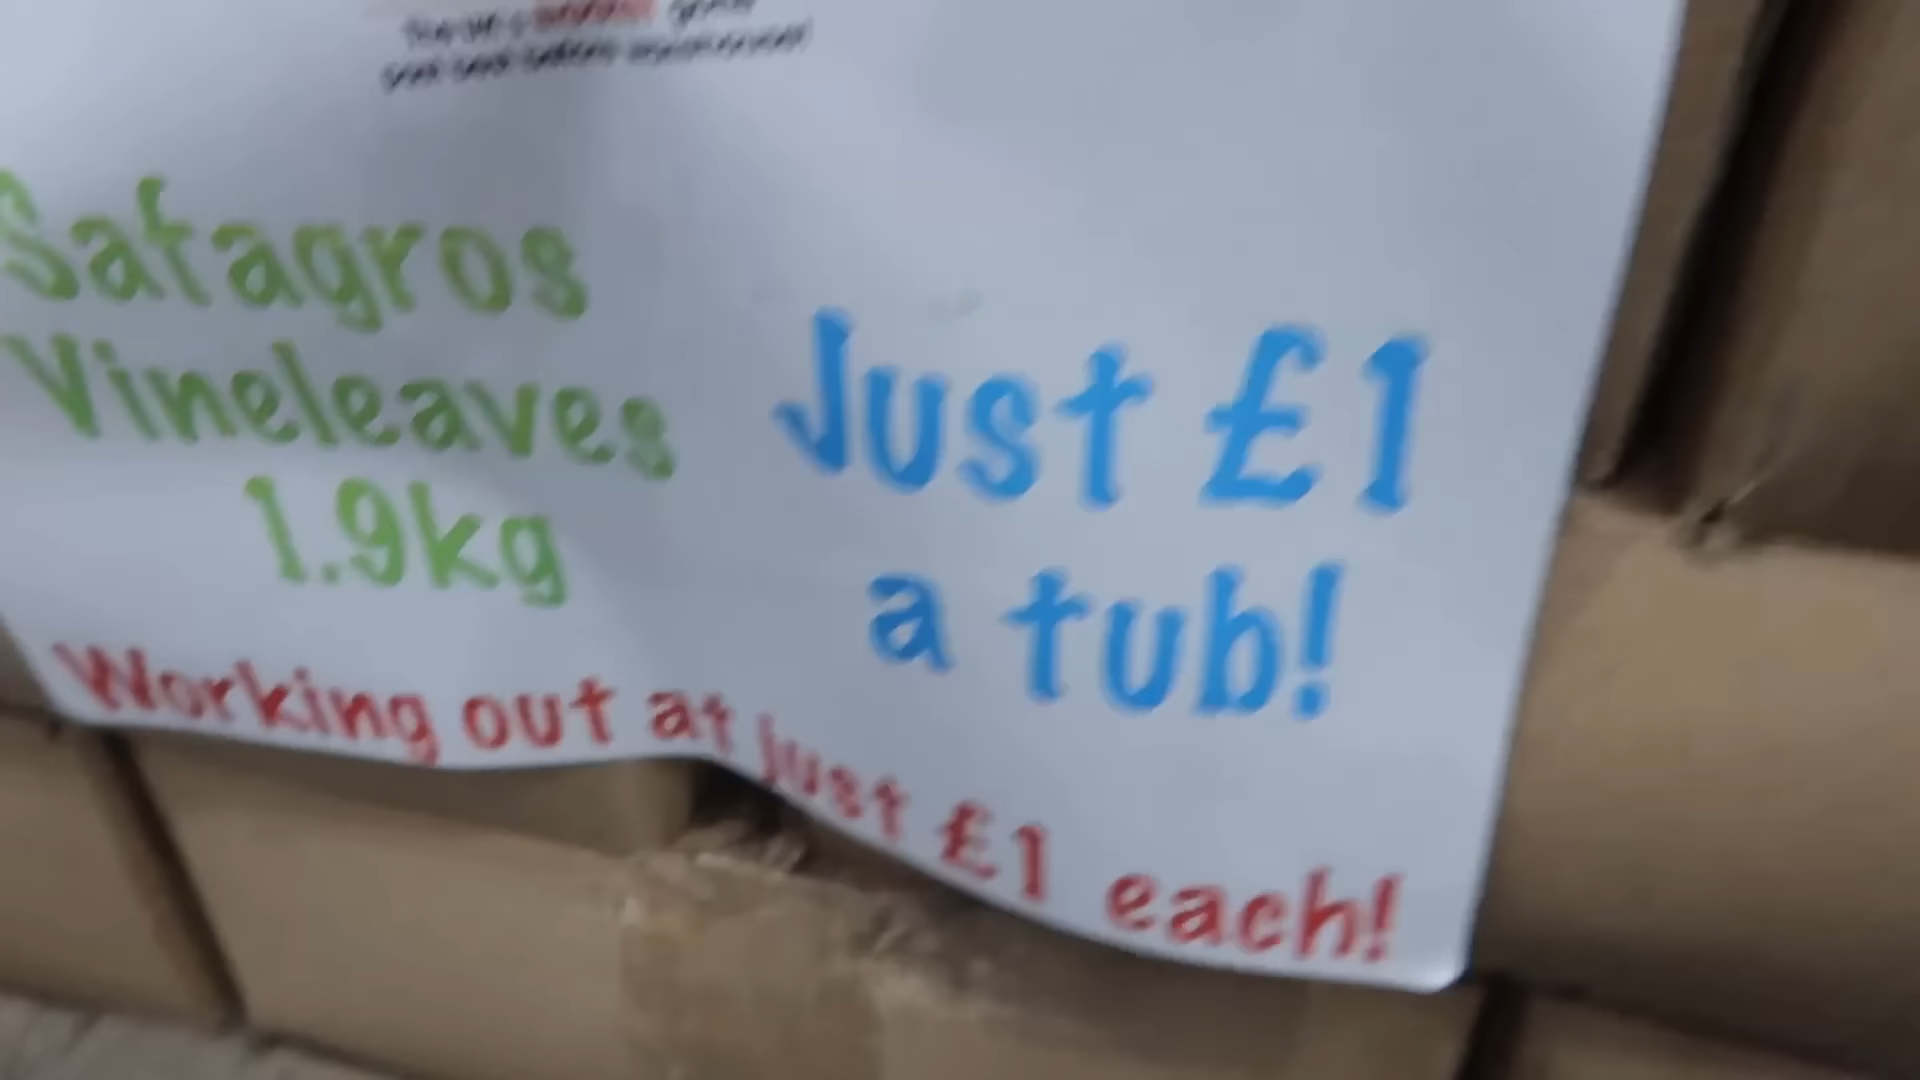 Satagros
Vineleaves
1.9kg
Just £1
a tub!
Working out at just £1 each!